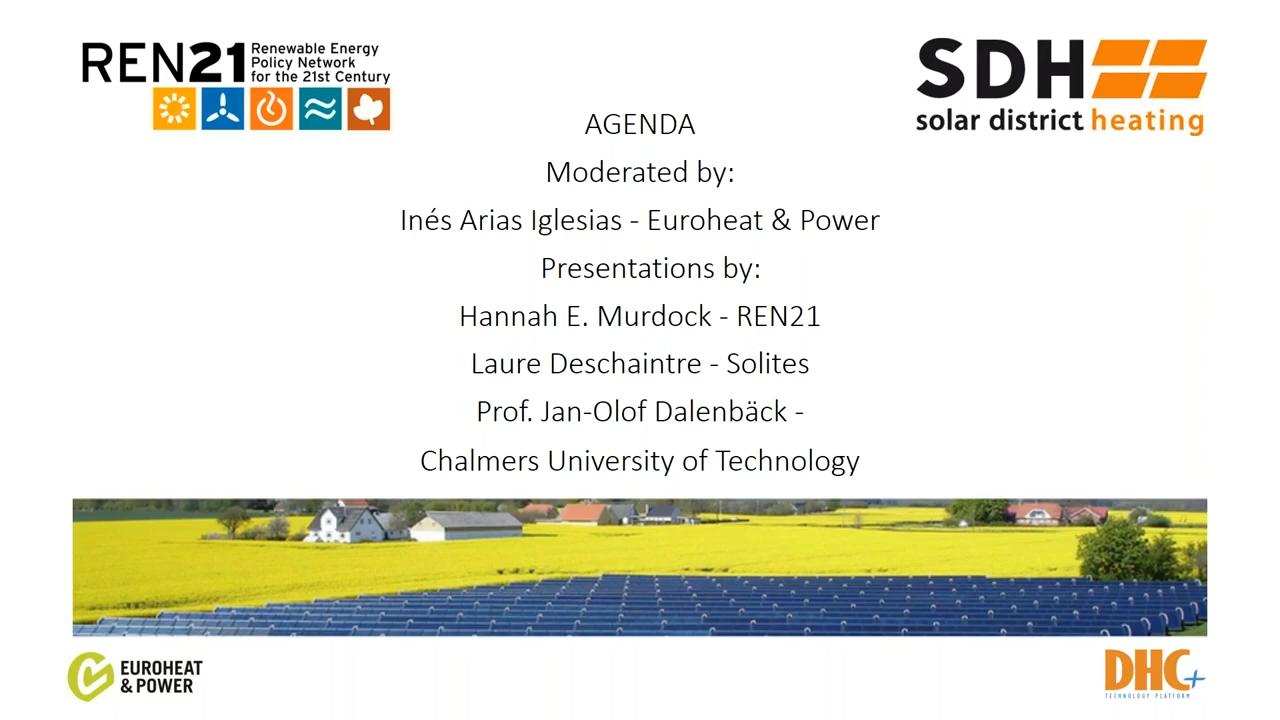 REN21 Renewable Energy
Policy Network
for the 21st Century
SDH
solar district heating
AGENDA
Moderated by:
Inés Arias Iglesias - Euroheat & Power
Presentations by:
Hannah E. Murdock - REN21
Laure Deschaintre - Solites
Prof. Jan-Olof Dalenbäck -
Chalmers University of Technology
EUROHEAT
& POWER
DHC+
TECHNOLOGY PLATFORM